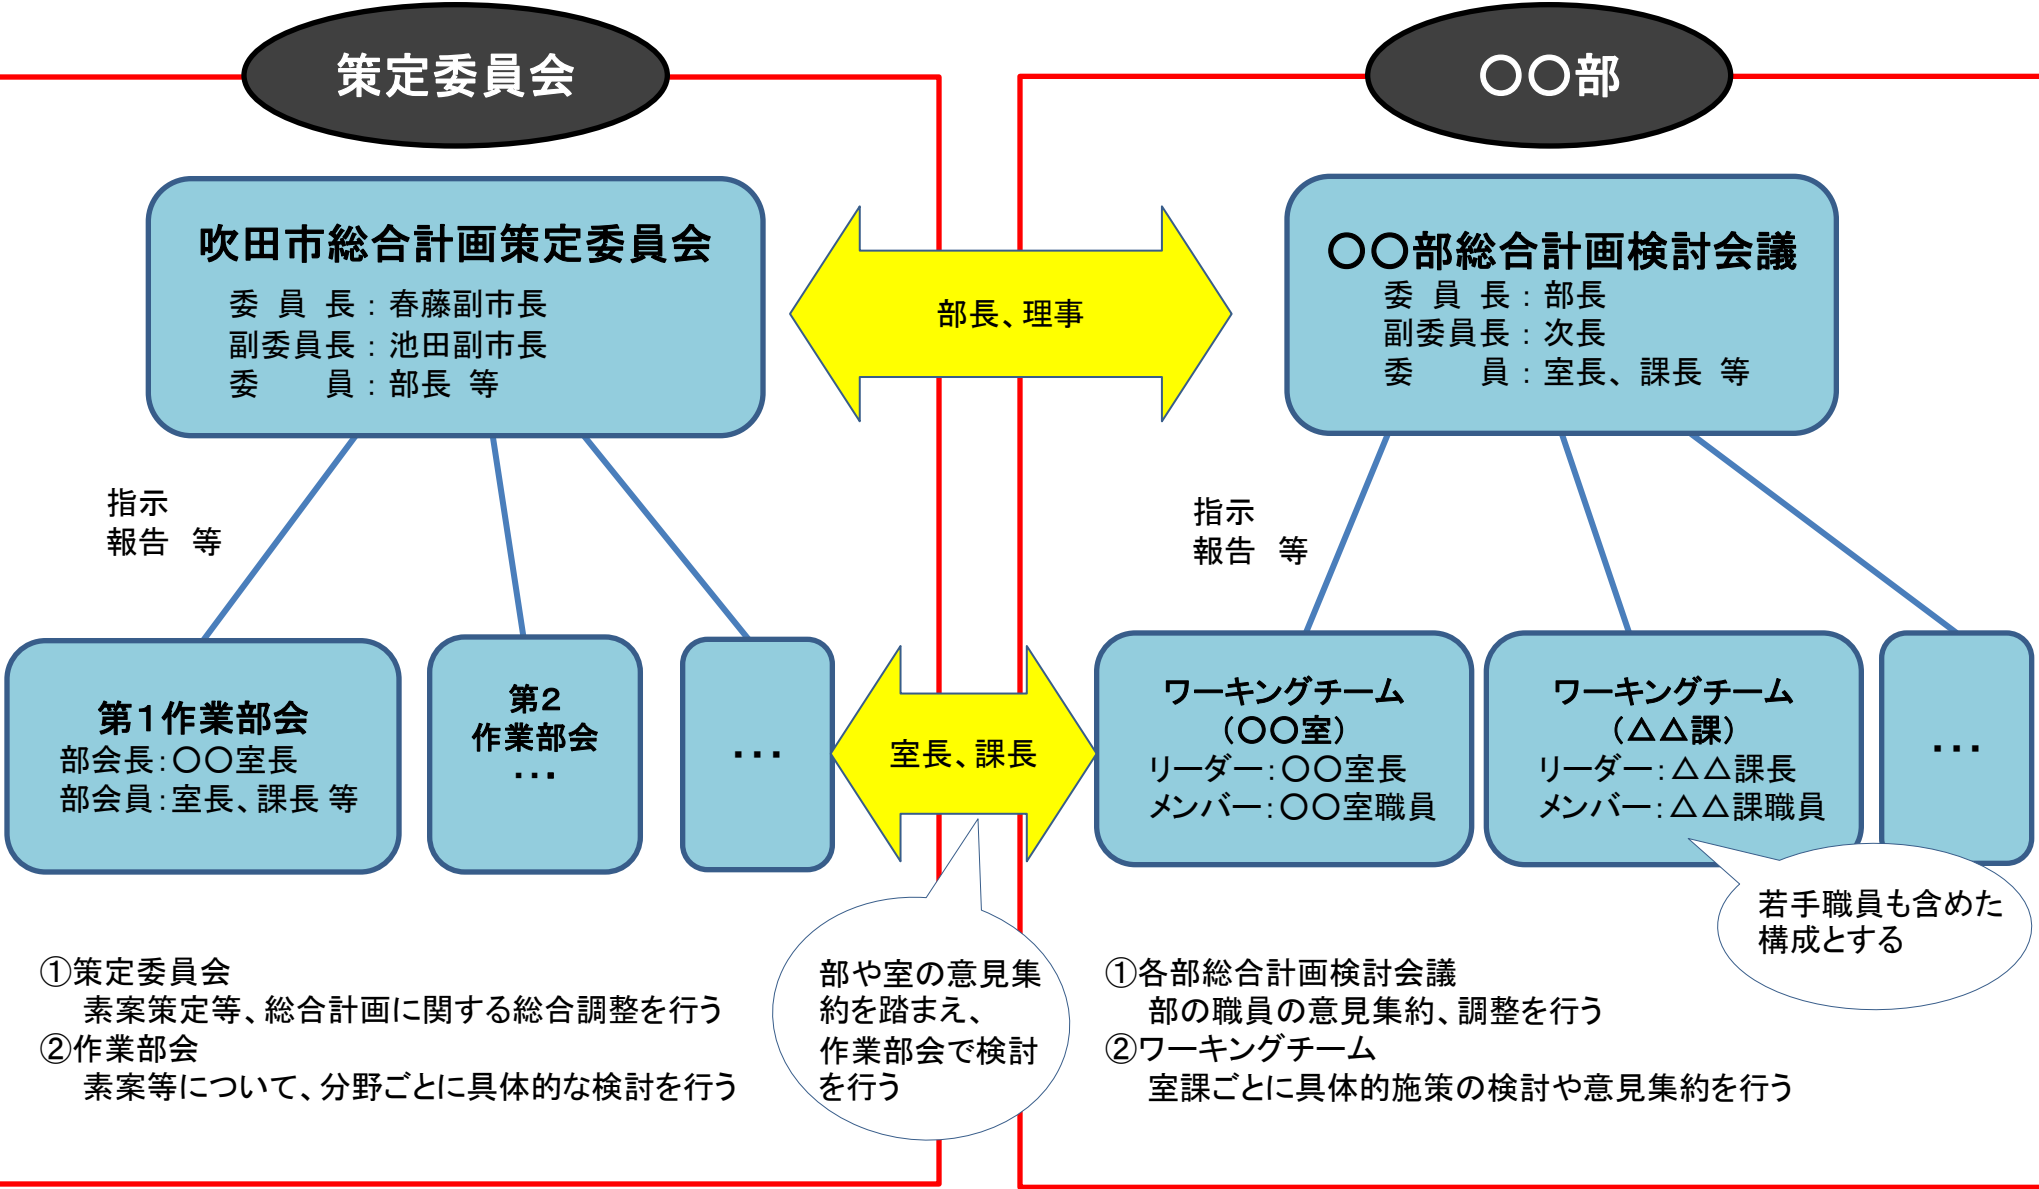 策定委員会
吹田市総合計画策定委員会
委　員　長：春藤副市長
副委員長：池田副市長
委　　　員：部長 等
指示
報告　等
第１作業部会
部会長：〇〇室長
部会員：室長、課長 等
第２
作業部会
・・・
・・・
①策定委員会
素案策定等、総合計画に関する総合調整を行う
②作業部会
素案等について、分野ごとに具体的な検討を行う
部長、理事
室長、課長
部や室の意見集
約を踏まえ、
作業部会で検討
を行う
〇〇部
〇〇部総合計画検討会議
委　員　長：部長
副委員長：次長
委　　　員：室長、課長 等
指示
報告　等
ワーキングチーム
（〇〇室）
リーダー：〇〇室長
メンバー：〇〇室職員
ワーキングチーム
（△△課）
リーダー：△△課長
メンバー：△△課職員
・・・
若手職員も含めた
構成とする
①各部総合計画検討会議
部の職員の意見集約、調整を行う
②ワーキングチーム
室課ごとに具体的施策の検討や意見集約を行う